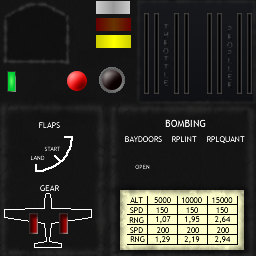 THROTTLE
PROPELLER
FLAPS
START
LAND
GEAR
BOMBING
BAYDOORS RPLINT RPLQUANT
OPEN
ALT 5000 10000 15000
SPD 150 150 150
RNG 1,07 1,95 2,64
SPD 200 200 200
RNG 1,29 2,19 2,94